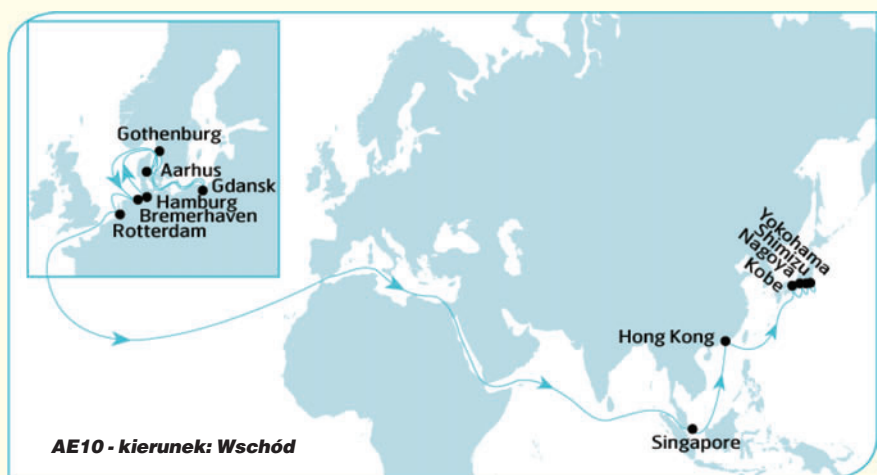 Gothenburg
Aarhus
Gdansk
Hamburg
Bremerhaven
Rotterdam
Yokohama
Shimizu
Nagoya
Kobe
Hong Kong
Singapore
AE10 - kierunek: Wschód